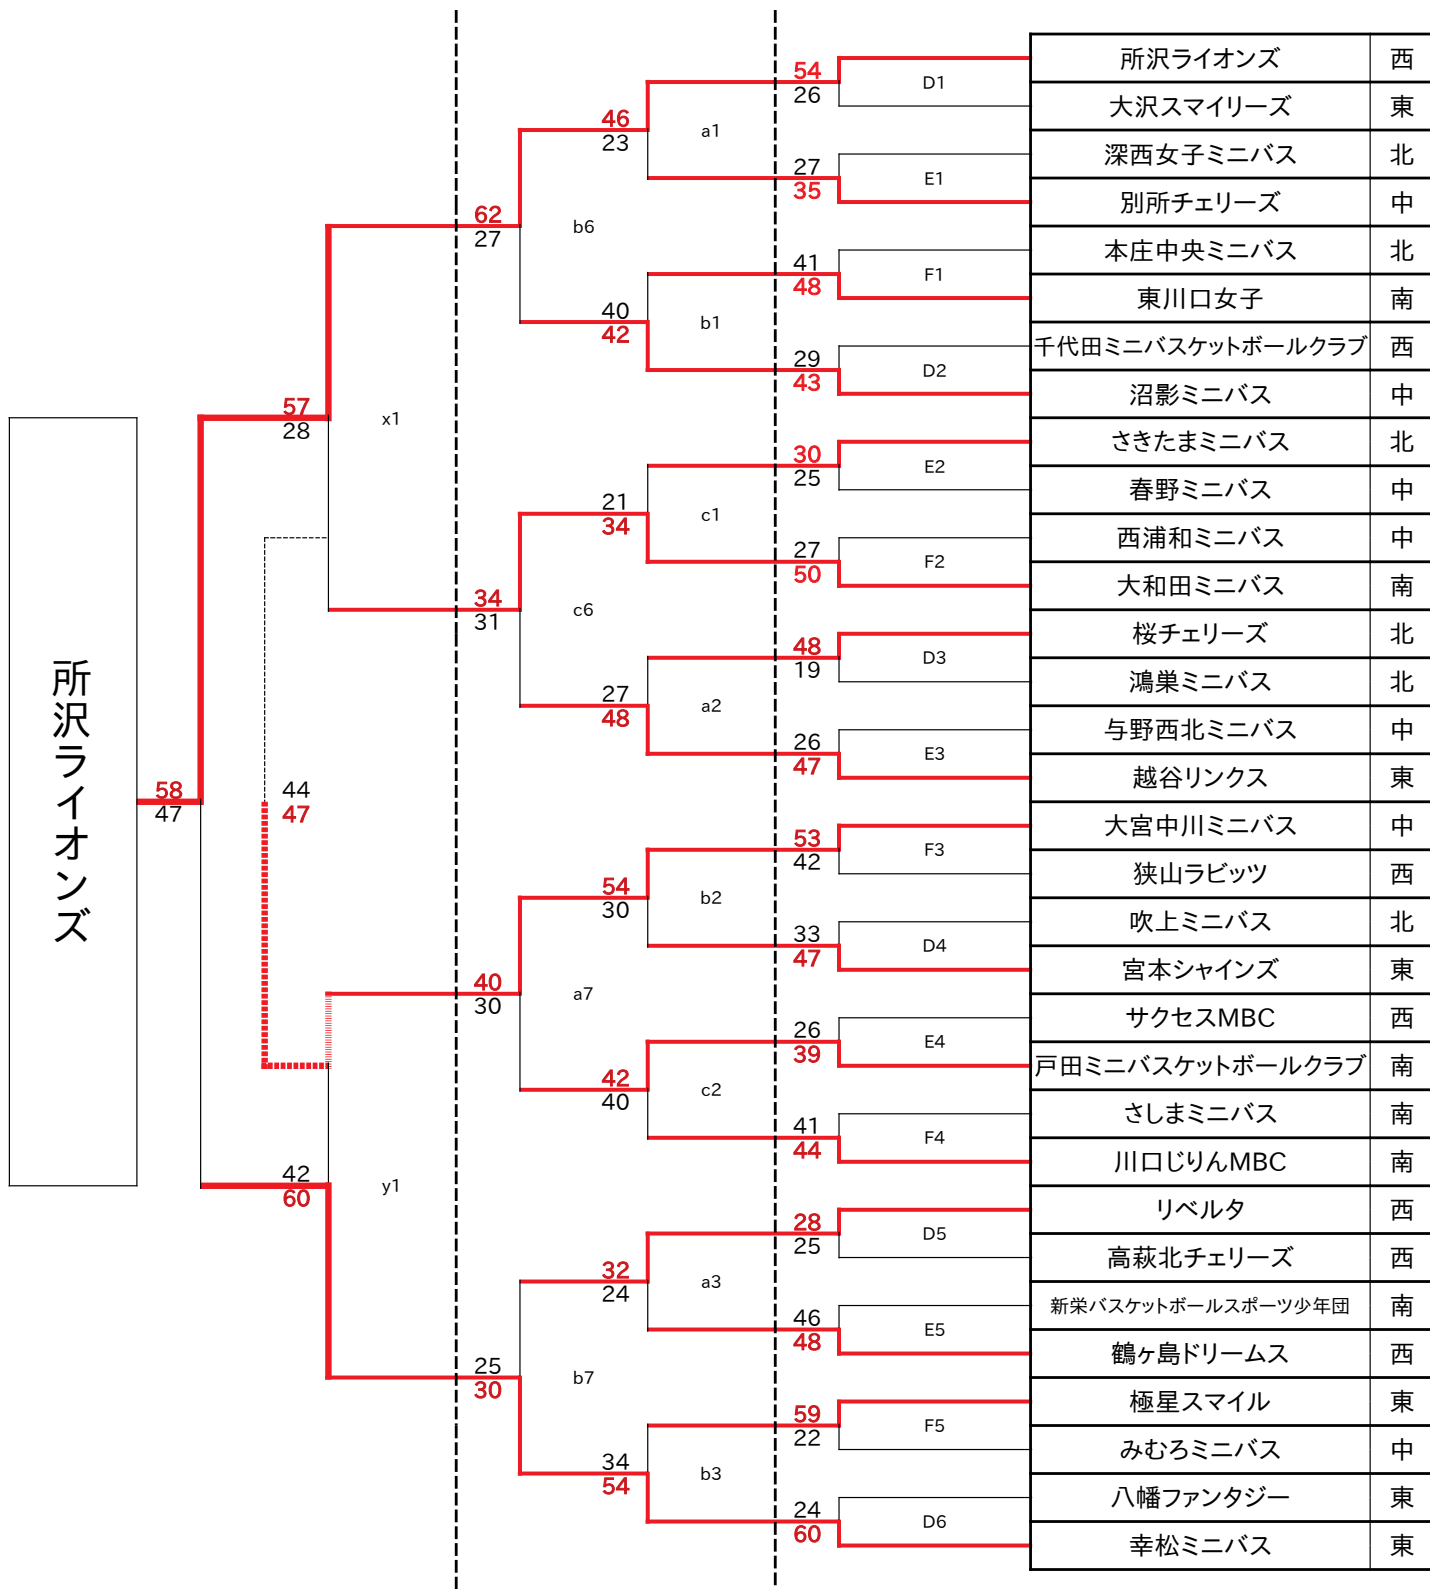 所沢ライオンズ 西
54
D1
26
大沢スマイリーズ 東
46
a1
23
深西女子ミニバス 北
27
E1
35
別所チェリーズ 中
62
b6
27
本庄中央ミニバス 北
41
F1
48
東川口女子 南
40
b1
42
千代田ミニバスケットボールクラブ 西
29
D2
43
沼影ミニバス 中
57
x1
28
さきたまミニバス 北
30
E2
25
春野ミニバス 中
21
c1
34
西浦和ミニバス 中
27
F2
50
大和田ミニバス 南
34
c6
31
桜チェリーズ 北
48
D3
19
鴻巣ミニバス 北
27
a2
48
与野西北ミニバス 中
26
E3
47
越谷リンクス 東
所沢ライオンズ
58
47
44
47
大宮中川ミニバス 中
53
F3
42
狭山ラビッツ 西
54
b2
30
吹上ミニバス 北
33
D4
47
宮本シャインズ 東
40
a7
30
サクセスMBC 西
26
E4
39
戸田ミニバスケットボールクラブ 南
42
c2
40
さしまミニバス 南
41
F4
44
川口じりんMBC 南
42
y1
60
リベルタ 西
28
D5
25
高萩北チェリーズ 西
32
a3
24
新栄バスケットボールスポーツ少年団 南
46
E5
48
鶴ヶ島ドリームス 西
25
b7
30
極星スマイル 東
59
F5
22
みむろミニバス 中
34
b3
54
八幡ファンタジー 東
24
D6
60
幸松ミニバス 東